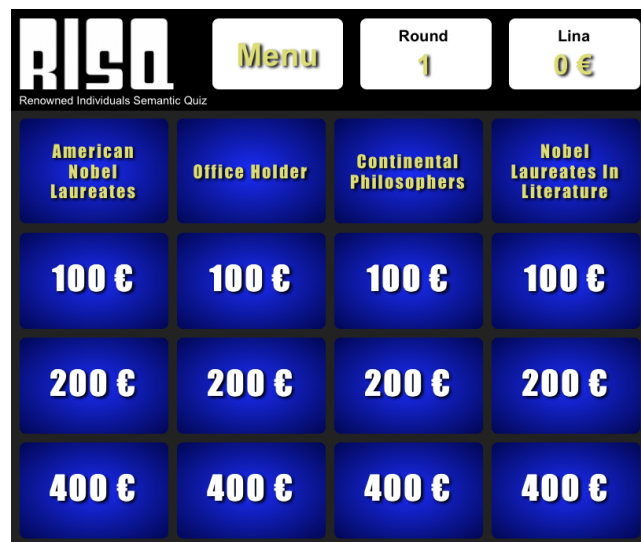 RISQ
Renowned Individuals Semantic Quiz
Menu
Round
1
Lina
0 €
American
Nobel
Laureates
Office Holder
Continental
Philosophers
Nobel
Laureates In
Literature
100 €
100 €
100 €
100 €
200 €
200 €
200 €
200 €
400 €
400 €
400 €
400 €